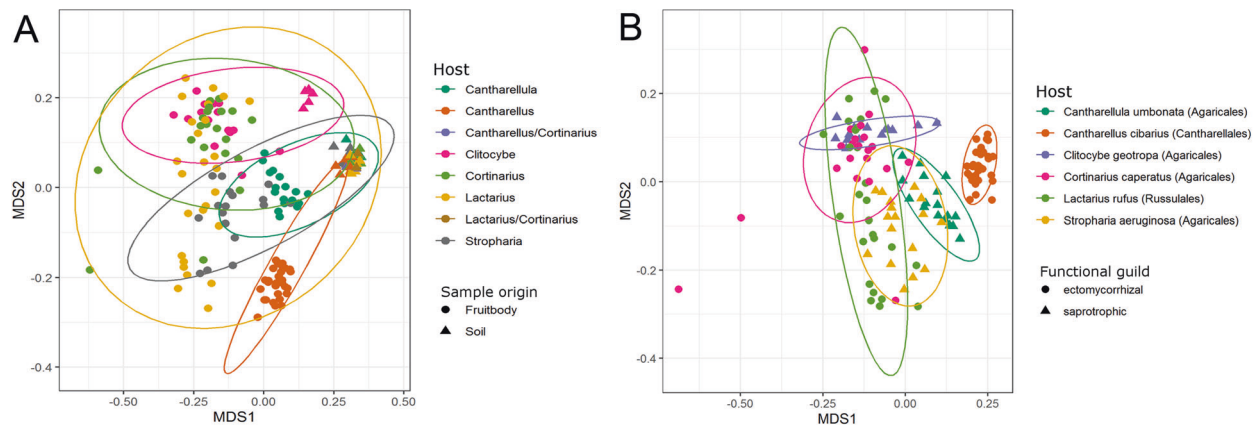 A
MDS2
0.2
0.0
-0.2
-0.4
-0.50
-0.25
0.00
0.25
0.50
MDS1
Host
Cantharellula
Cantharellus
Cantharellus/Cortinarius
Clitocybe
Cortinarius
Lactarius
Lactarius/Cortinarius
Stropharia
Sample origin
Fruitbody
Soil
B
MDS2
0.2
0.0
-0.2
-0.4
-0.50
-0.25
0.00
0.25
MDS1
Host
Cantharellula umbonata (Agaricales)
Cantharellus cibarius (Cantharellales)
Clitocybe geotropa (Agaricales)
Cortinarius caperatus (Agaricales)
Lactarius rufus (Russulales)
Stropharia aeruginosa (Agaricales)
Functional guild
ectomycorrhizal
saprotrophic